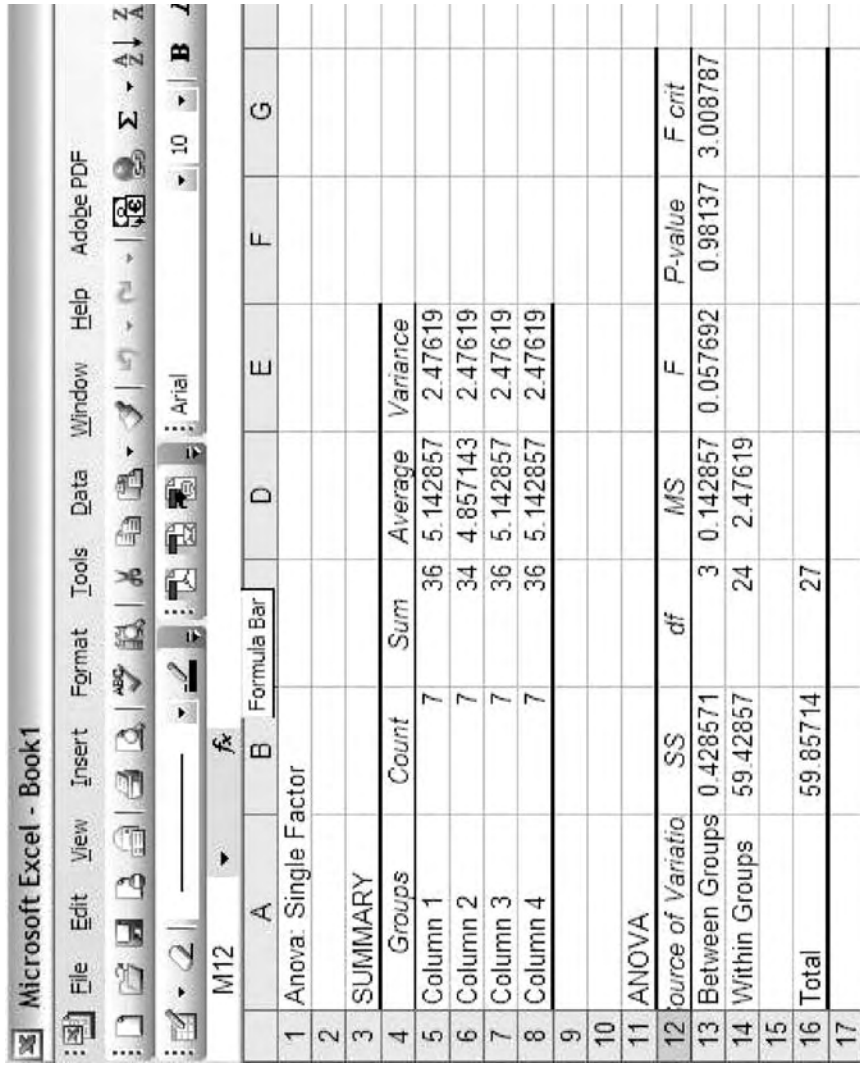 Microsoft Excel - Book1
File Edit View Insert Format Tools Data Window Help Adobe PDF
ABC Σ A Z Z A
Arial 10 B
M12 fx
Formula Bar
A B D E F G
1 Anova: Single Factor
2
3 SUMMARY
4 Groups Count Sum Average Variance
5 Column 1 7 36 5.142857 2.47619
6 Column 2 7 34 4.857143 2.47619
7 Column 3 7 36 5.142857 2.47619
8 Column 4 7 36 5.142857 2.47619
9
10
11 ANOVA
12 ource of Variatio SS df MS F P-value F crit
13 Between Groups 0.428571 3 0.142857 0.057692 0.98137 3.008787
14 Within Groups 59.42857 24 2.47619
15
16 Total 59.85714 27
17